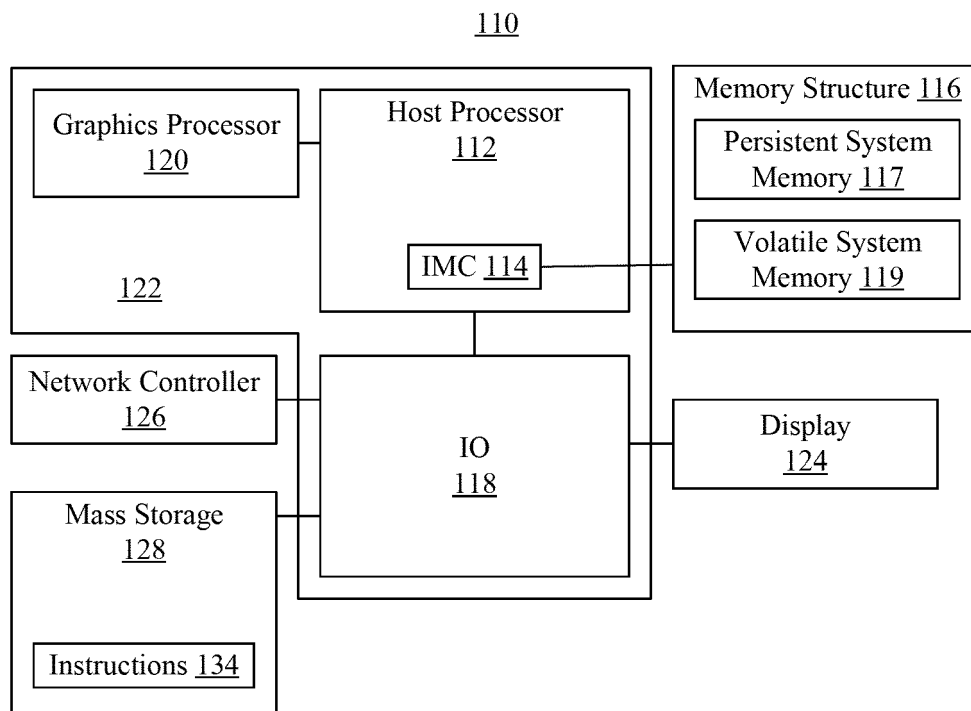 110
Graphics Processor
120
Host Processor
112
IMC 114
122
Memory Structure 116
Persistent System
Memory 117
Volatile System
Memory 119
Network Controller
126
IO
118
Display
124
Mass Storage
128
Instructions 134